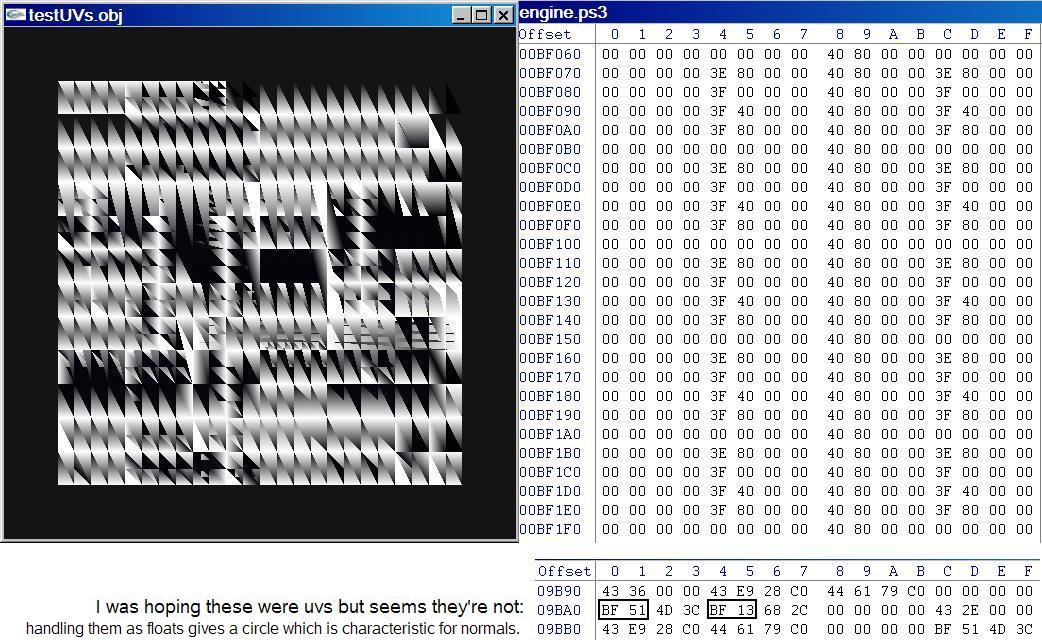 testUVs.obj
engine.ps3
Offset 0 1 2 3 4 5 6 7 8 9 A B C D E F
00BF060 00 00 00 00 00 00 00 00 40 80 00 00 00 00 00 00
00BF070 00 00 00 00 3E 80 00 00 40 80 00 00 3E 80 00 00
00BF080 00 00 00 00 3F 00 00 00 40 80 00 00 3F 00 00 00
00BF090 00 00 00 00 3F 40 00 00 40 80 00 00 3F 40 00 00
00BF0A0 00 00 00 00 3F 80 00 00 40 80 00 00 3F 80 00 00
00BF0B0 00 00 00 00 00 00 00 00 40 80 00 00 00 00 00 00
00BF0C0 00 00 00 00 3E 80 00 00 40 80 00 00 3E 80 00 00
00BF0D0 00 00 00 00 3F 00 00 00 40 80 00 00 3F 00 00 00
00BF0E0 00 00 00 00 3F 40 00 00 40 80 00 00 3F 40 00 00
00BF0F0 00 00 00 00 3F 80 00 00 40 80 00 00 3F 80 00 00
00BF100 00 00 00 00 00 00 00 00 40 80 00 00 00 00 00 00
00BF110 00 00 00 00 3E 80 00 00 40 80 00 00 3E 80 00 00
00BF120 00 00 00 00 3F 00 00 00 40 80 00 00 3F 00 00 00
00BF130 00 00 00 00 3F 40 00 00 40 80 00 00 3F 40 00 00
00BF140 00 00 00 00 3F 80 00 00 40 80 00 00 3F 80 00 00
00BF150 00 00 00 00 00 00 00 00 40 80 00 00 00 00 00 00
00BF160 00 00 00 00 3E 80 00 00 40 80 00 00 3E 80 00 00
00BF170 00 00 00 00 3F 00 00 00 40 80 00 00 3F 00 00 00
00BF180 00 00 00 00 3F 40 00 00 40 80 00 00 3F 40 00 00
00BF190 00 00 00 00 3F 80 00 00 40 80 00 00 3F 80 00 00
00BF1A0 00 00 00 00 00 00 00 00 40 80 00 00 00 00 00 00
00BF1B0 00 00 00 00 3E 80 00 00 40 80 00 00 3E 80 00 00
00BF1C0 00 00 00 00 3F 00 00 00 40 80 00 00 3F 00 00 00
00BF1D0 00 00 00 00 3F 40 00 00 40 80 00 00 3F 40 00 00
00BF1E0 00 00 00 00 3F 80 00 00 40 80 00 00 3F 80 00 00
00BF1F0 00 00 00 00 00 00 00 00 40 80 00 00 00 00 00 00
Offset 0 1 2 3 4 5 6 7 8 9 A B C D E F
09B90 43 36 00 00 43 E9 28 C0 44 61 79 C0 00 00 00 00
09BA0 BF 51 4D 3C BF 13 68 2C 00 00 00 00 43 2E 00 00
09BB0 43 E9 28 C0 44 61 79 C0 00 00 00 00 BF 51 4D 3C
I was hoping these were uvs but seems they're not:
handling them as floats gives a circle which is characteristic for normals.